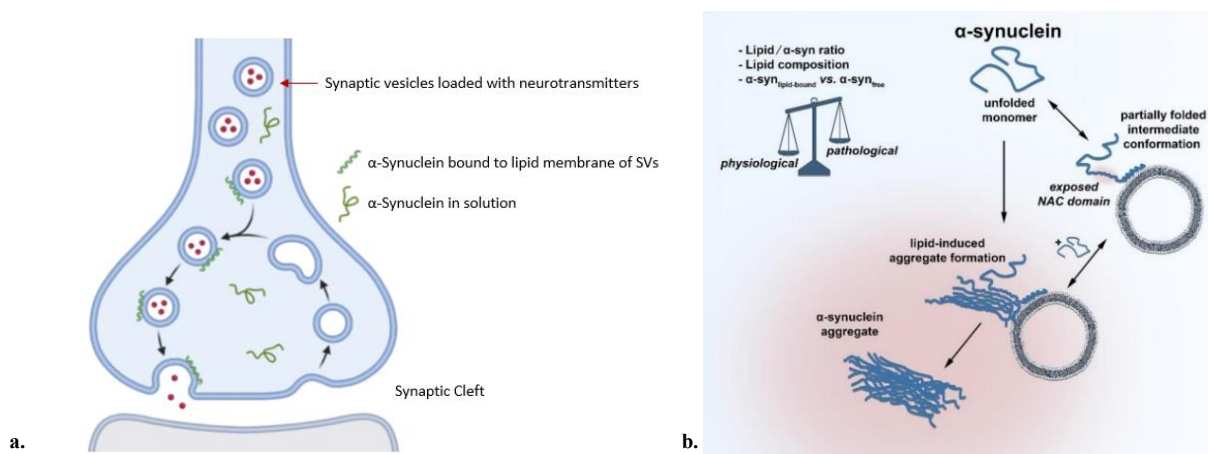 Synaptic vesicles loaded with neurotransmitters
α-Synuclein bound to lipid membrane of SVs
α-Synuclein in solution
Synaptic Cleft
a.
- Lipid / α-syn ratio
- Lipid composition
- α-syn lipid-bound vs. α-syn free
physiological
pathological
α-synuclein
unfolded
monomer
partially folded
intermediate
conformation
exposed
NAC domain
+
lipid-induced
aggregate formation
α-synuclein
aggregate
b.